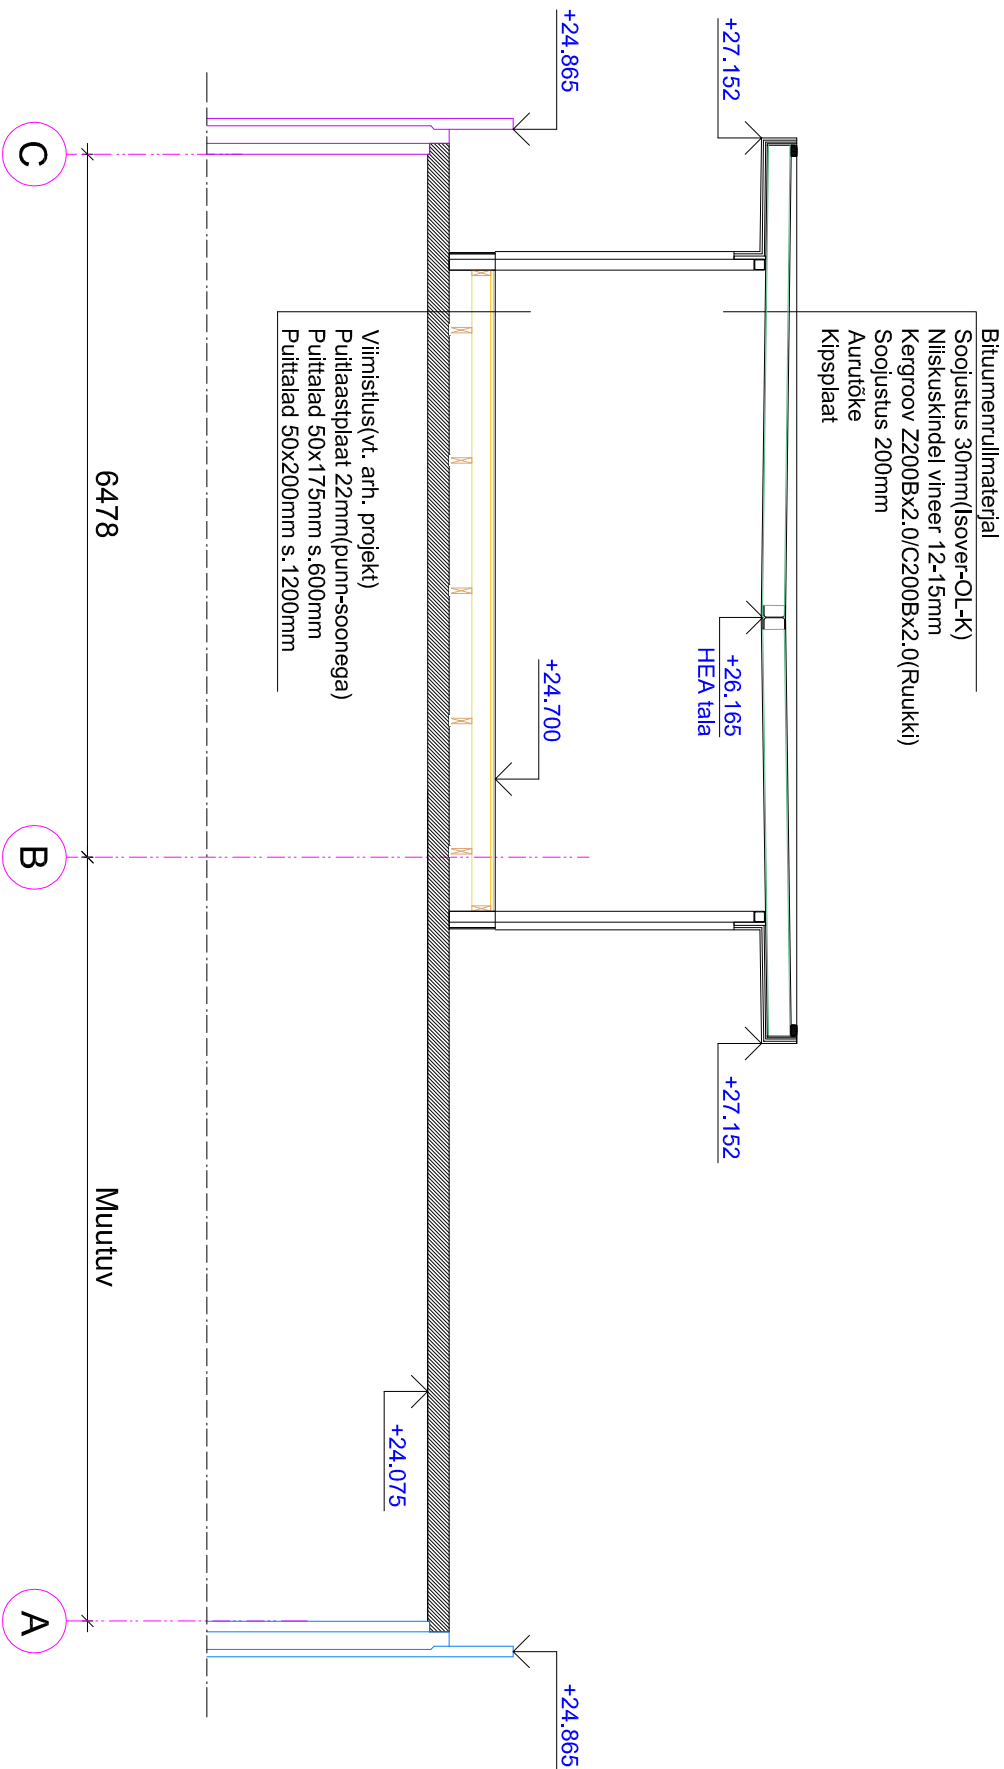 Bituumenrullmaterjal
Soojustus 30mm(Isover-OL-K)
Niiskuskindel vineer 12-15mm
Kergroov Z200Bx2.0/C200Bx2.0(Ruukki)
Soojustus 200mm
Aurutõke
Kipsplaat
+27.152
+27.152
+26.165
HEA tala
+24.865
+24.700
+24.865
+24.075
Viimistlus(vt. arh. projekt)
Puitlaastplaat 22mm(punn-soonega)
Puittalad 50x175mm s.600mm
Puittalad 50x200mm s.1200mm
6478
Muutuv
C
B
A